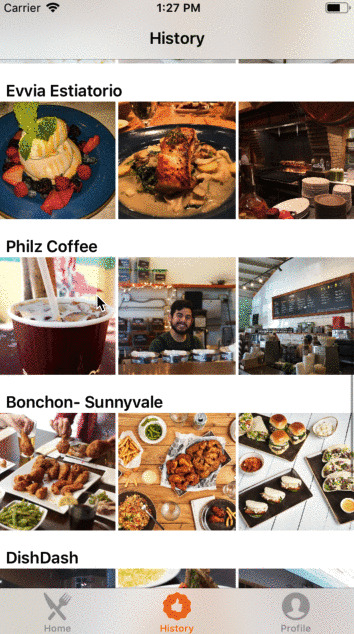 Carrier 1:27 PM
History
Evvia Estiatorio
Philz Coffee
Bonchon- Sunnyvale
DishDash
Home History Profile